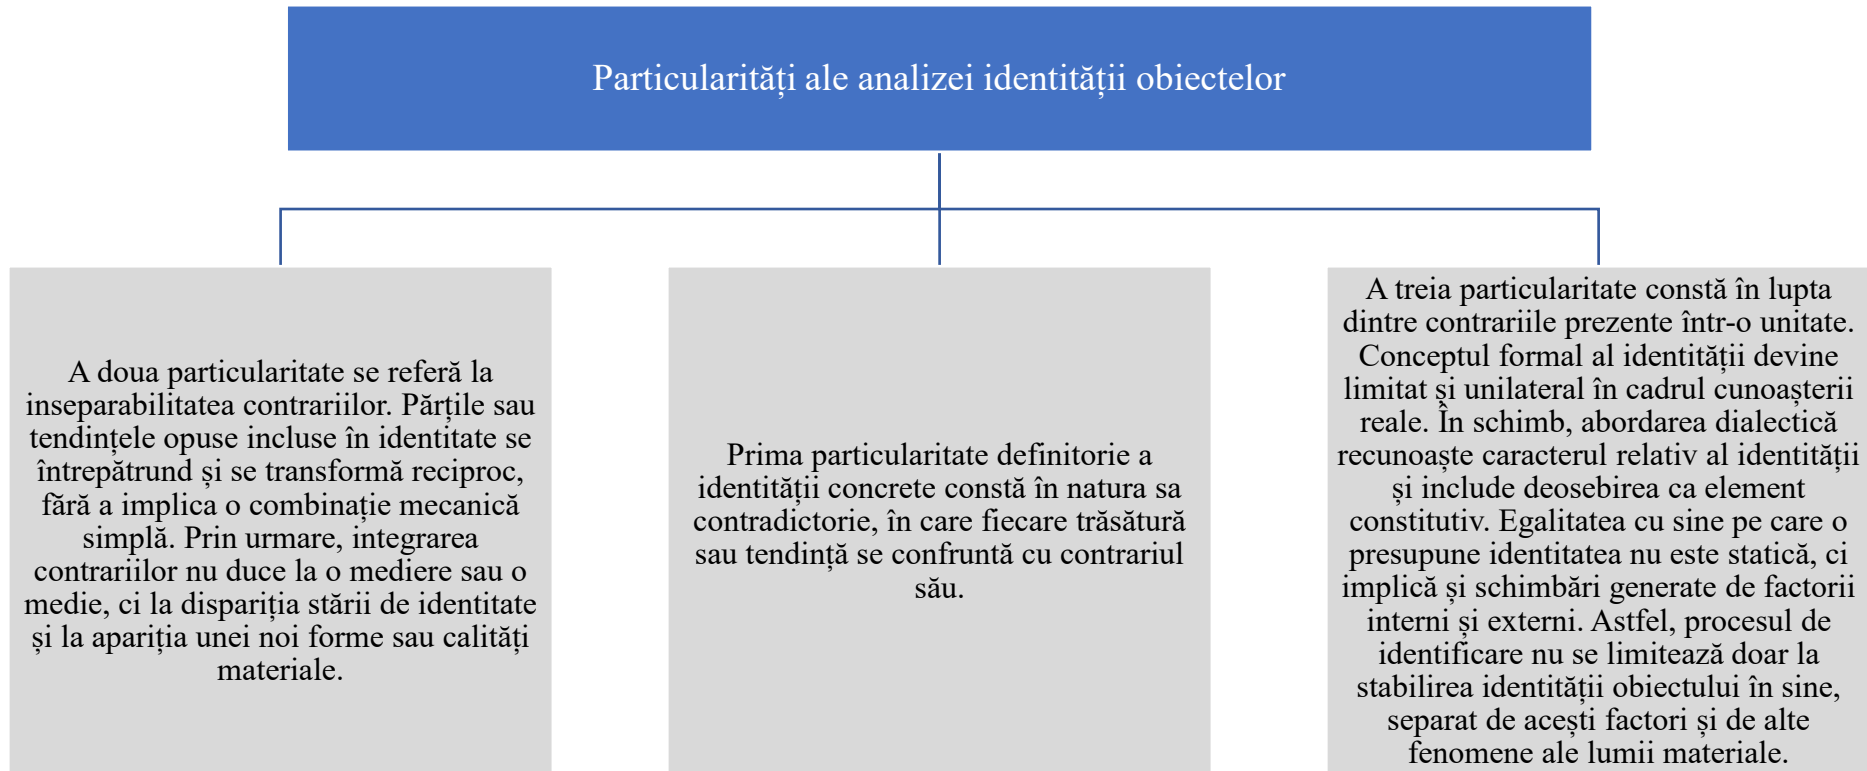 Particularități ale analizei identității obiectelor
A doua particularitate se referă la
inseparabilitatea contrariilor. Părțile sau
tendințele opuse incluse în identitate se
întrepătrund și se transformă reciproc,
fără a implica o combinație mecanică
simplă. Prin urmare, integrarea
contrariilor nu duce la o mediere sau o
medie, ci la dispariția stării de identitate
și la apariția unei noi forme sau calități
materiale.
Prima particularitate definitorie a
identității concrete constă în natura sa
contradictorie, în care fiecare trăsătură
sau tendință se confruntă cu contrariul
său.
A treia particularitate constă în lupta
dintre contrariile prezente într-o unitate.
Conceptul formal al identității devine
limitat și unilateral în cadrul cunoașterii
reale. În schimb, abordarea dialectică
recunoaște caracterul relativ al identității
și include deosebirea ca element
constitutiv. Egalitatea cu sine pe care o
presupune identitatea nu este statică, ci
implică și schimbări generate de factorii
interni și externi. Astfel, procesul de
identificare nu se limitează doar la
stabilirea identității obiectului în sine,
separat de acești factori și de alte
fenomene ale lumii materiale.